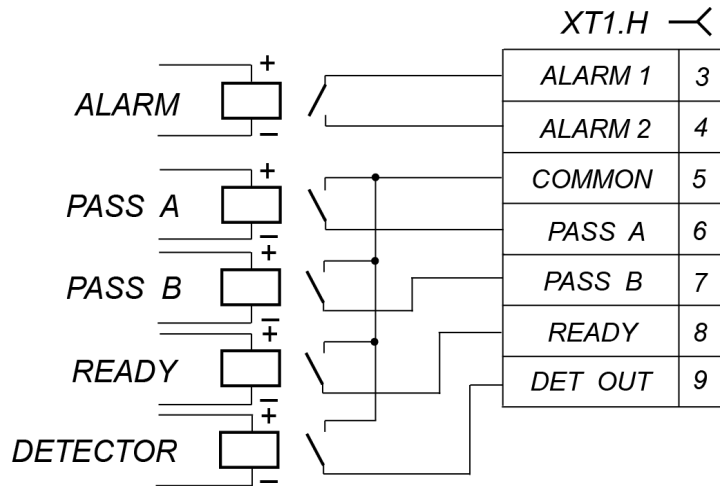 XT1.H
ALARM
+
−
ALARM 1 3
ALARM 2 4
PASS A
+
−
COMMON 5
PASS A 6
PASS B
+
−
PASS B 7
READY
+
−
READY 8
DETECTOR
+
−
DET OUT 9